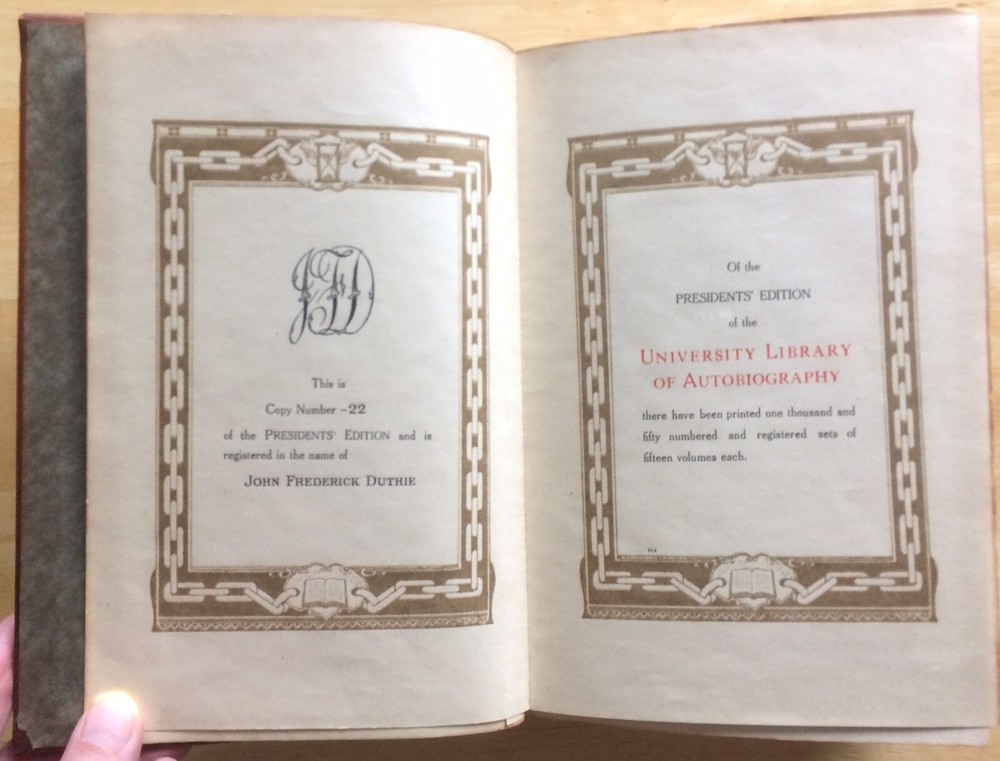 JFD
This is
Copy Number -22
of the PRESIDENTS' EDITION and is
registered in the name of
JOHN FREDERICK DUTHIE
Of the
PRESIDENTS' EDITION
of the
UNIVERSITY LIBRARY
OF AUTOBIOGRAPHY
there have been printed one thousand and
fifty numbered and registered sets of
fifteen volumes each.